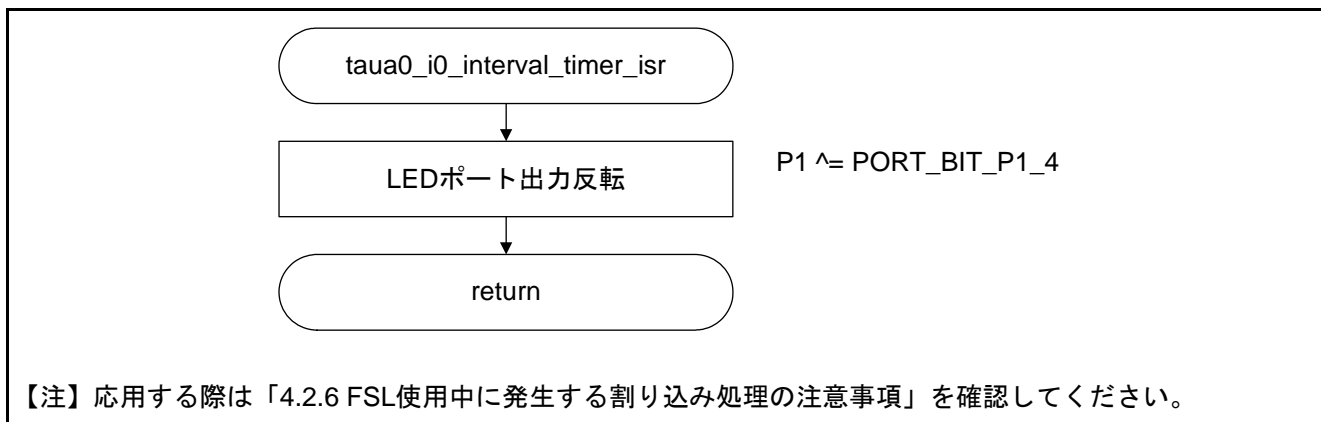 taua0_i0_interval_timer_isr
LEDポート出力反転
P1 ^= PORT_BIT_P1_4
return
【注】応用する際は「4.2.6 FSL使用中に発生する割り込み処理の注意事項」を確認してください。